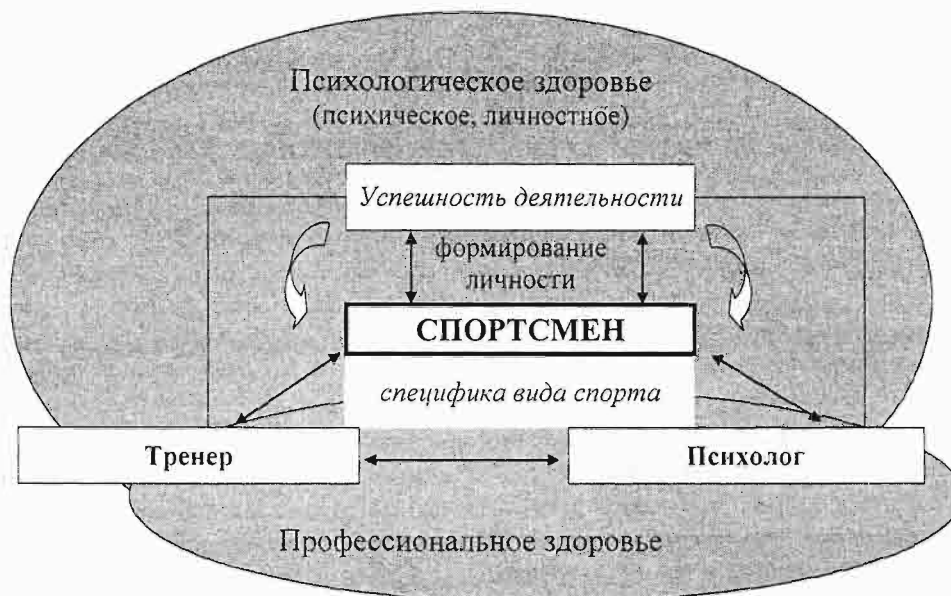 Психологическое здоровье
(психическое, личностное)
Успешность деятельности
формирование
личности
СПОРТСМЕН
специфика вида спорта
Тренер
Психолог
Профессиональное здоровье